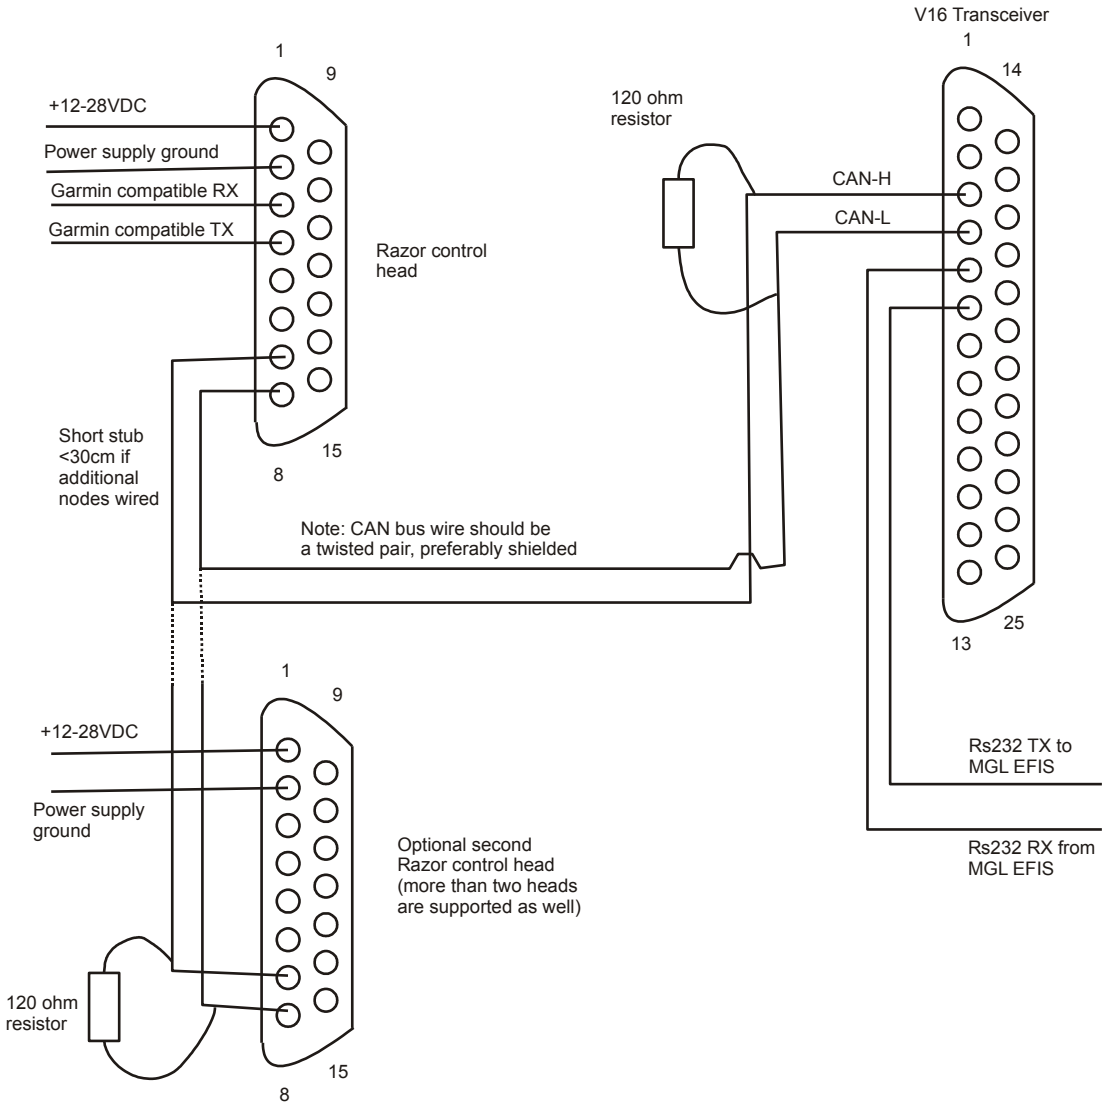 V16 Transceiver
1
14
1
9
120 ohm
resistor
+12-28VDC
Power supply ground
Garmin compatible RX
Garmin compatible TX
CAN-H
CAN-L
Razor control
head
Short stub
<30cm if
additional
nodes wired
15
8
Note: CAN bus wire should be
a twisted pair, preferably shielded
25
13
1
9
+12-28VDC
Power supply
ground
Rs232 TX to
MGL EFIS
Rs232 RX from
MGL EFIS
Optional second
Razor control head
(more than two heads
are supported as well)
120 ohm
resistor
15
8